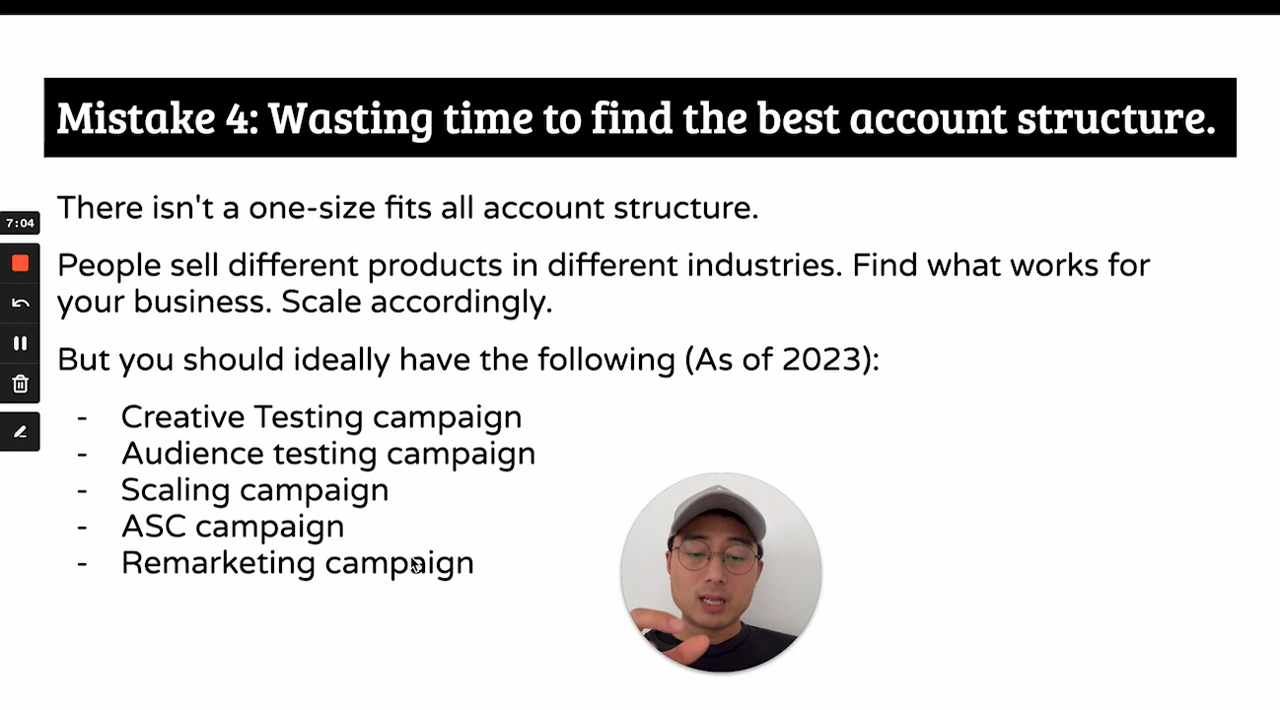 Mistake 4: Wasting time to find the best account structure.
There isn't a one-size fits all account structure.
7:04
People sell different products in different industries. Find what works for
your business. Scale accordingly.
But you should ideally have the following (As of 2023):
- Creative Testing campaign
- Audience testing campaign
- Scaling campaign
- ASC campaign
- Remarketing campaign